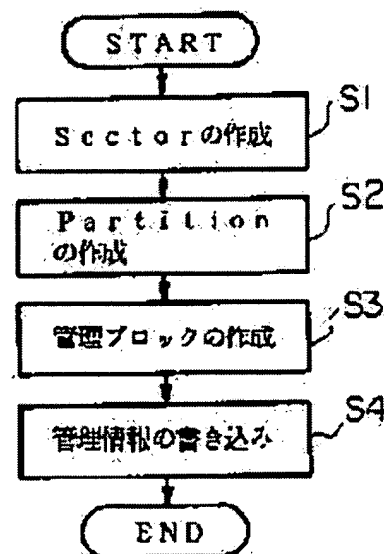 START
S1
Sectorの作成
S2
Partition
の作成
S3
管理ブロックの作成
S4
管理情報の書き込み
END